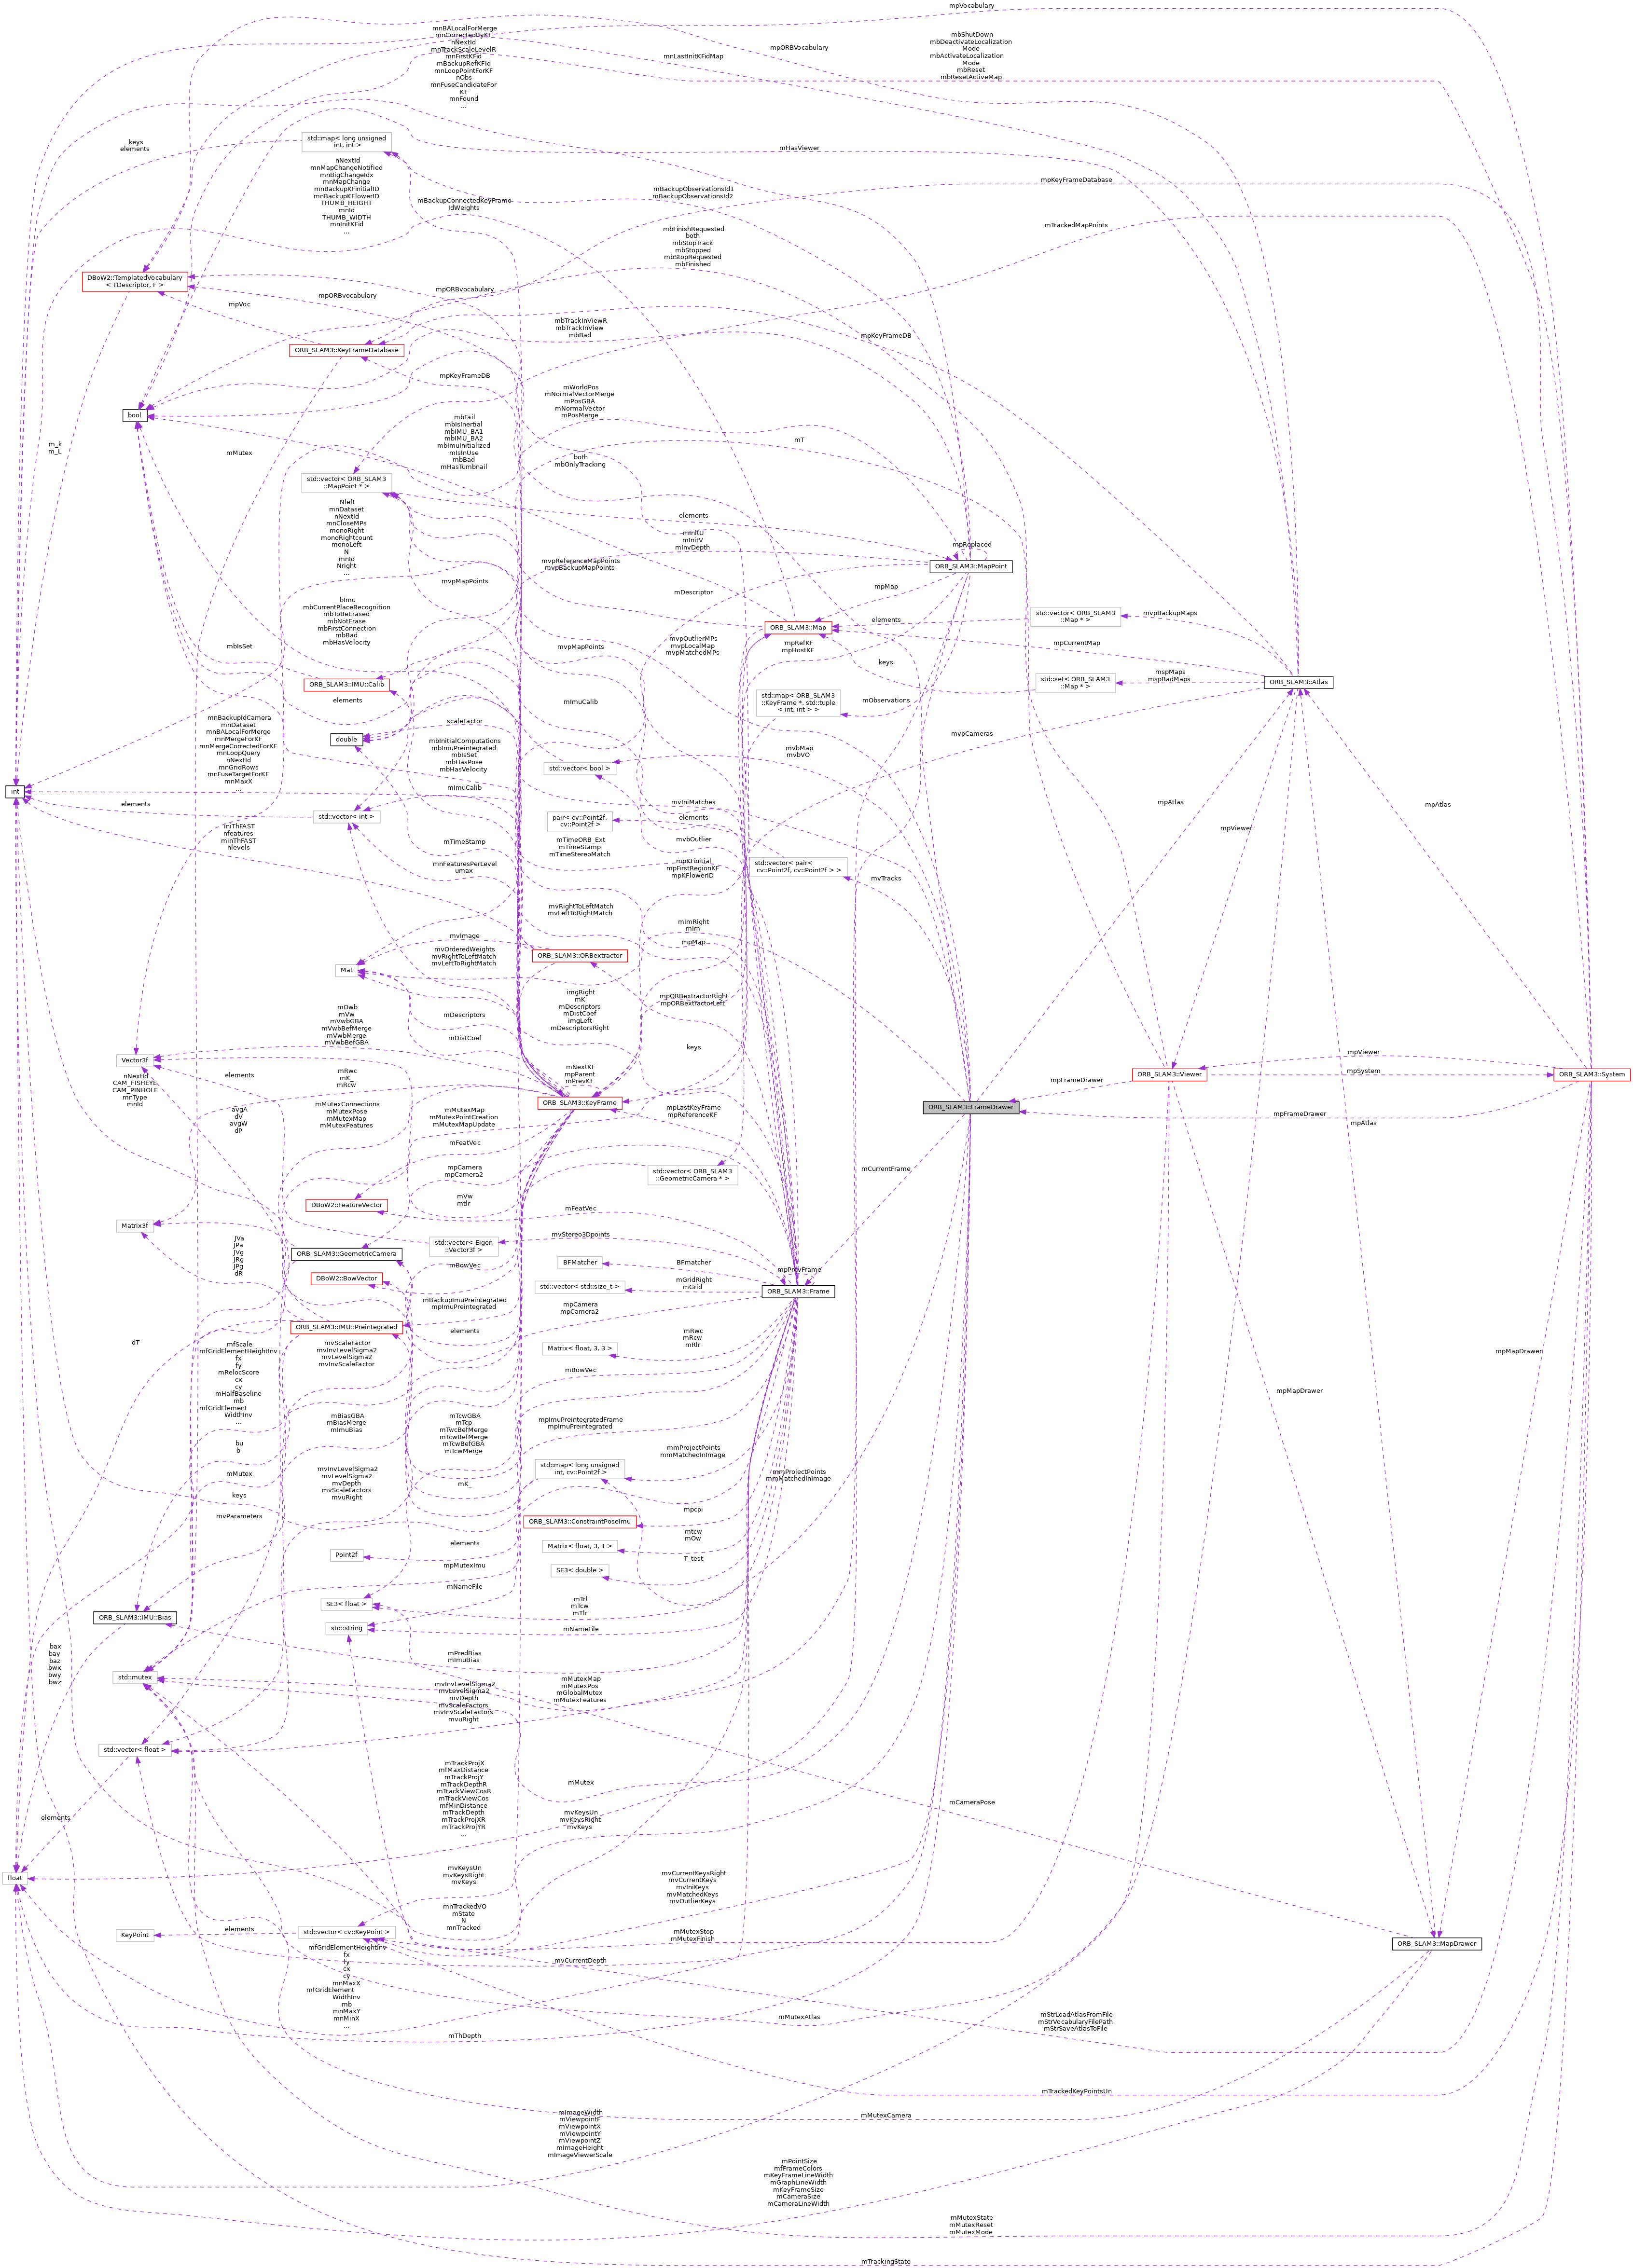 mpVocabulary
mnBALocalForMerge
mnCorrectedByKF
nNextId
mnTrackScaleLevelR
mnFirstKFid
mBackupRefKFId
mnLoopPointForKF
nObs
mnFuseCandidateFor
KF
mnFound
...
mpORBVocabulary
mnLastInitKFidMap
mbShutDown
mbDeactivateLocalization
Mode
mbActivateLocalization
Mode
mbReset
mbResetActiveMap
keys
elements
std::map< long unsigned
int, int >
mHasViewer
nNextId
mnMapChangeNotified
mnBigChangeIdx
mnMapChange
mnBackupKFinitialID
mnBackupKFlowerID
THUMB_HEIGHT
mnId
THUMB_WIDTH
mnInitKFid
...
mBackupConnectedKeyFrame
IdWeights
mBackupObservationsId1
mBackupObservationsId2
mpKeyFrameDatabase
mTrackedMapPoints
mbFinishRequested
both
mbStopTrack
mbStopped
mbStopRequested
mbFinished
DBoW2::TemplatedVocabulary
< TDescriptor, F >
mpORBvocabulary
mpORBvocabulary
mpVoc
mbTrackInViewR
mbTrackInView
mbBad
mpKeyFrameDB
ORB_SLAM3::KeyFrameDatabase
mpKeyFrameDB
bool
mWorldPos
mNormalVectorMerge
mPosGBA
mNormalVector
mPosMerge
mbFail
mbIsInertial
mbIMU_BA1
mbIMU_BA2
mbImuInitialized
mIsInUse
mbBad
mHasTumbnail
mT
m_k
m_L
mMutex
both
mbOnlyTracking
std::vector< ORB_SLAM3
::MapPoint * >
elements
Nleft
mnDataset
nNextId
mnCloseMPs
monoRight
monoRightcount
monoLeft
N
mnId
Nright
...
mInitU
mInitV
mInvDepth
mpReplaced
ORB_SLAM3::MapPoint
mvpReferenceMapPoints
mvpBackupMapPoints
mvpMapPoints
mDescriptor
mpMap
bImu
mbCurrentPlaceRecognition
mbToBeErased
mbNotErase
mbFirstConnection
mbBad
mbHasVelocity
std::vector< ORB_SLAM3
::Map * >
mvpBackupMaps
elements
ORB_SLAM3::Map
mbIsSet
mvpMapPoints
mvpOutlierMPs
mvpLocalMap
mvpMatchedMPs
mpRefKF
mpHostKF
mpCurrentMap
keys
ORB_SLAM3::IMU::Calib
std::set< ORB_SLAM3
::Map * >
mspMaps
mspBadMaps
ORB_SLAM3::Atlas
elements
mImuCalib
std::map< ORB_SLAM3
::KeyFrame *, std::tuple
< int, int > >
mObservations
mnBackupIdCamera
mnDataset
mnBALocalForMerge
mnMergeForKF
mnMergeCorrectedForKF
mnLoopQuery
nNextId
mnGridRows
mnFuseTargetForKF
mnMaxX
...
scaleFactor
double
mbInitialComputations
mbImuPreintegrated
mbIsSet
mbHasPose
mbHasVelocity
mvpCameras
std::vector< bool >
mvbMap
mvbVO
int
mImuCalib
mvIniMatches
mpAtlas
mpAtlas
elements
std::vector< int >
pair< cv::Point2f,
cv::Point2f >
elements
mpViewer
iniThFAST
nfeatures
minThFAST
nlevels
mTimeStamp
mTimeORB_Ext
mTimeStamp
mTimeStereoMatch
mvbOutlier
mpKFinitial
mpFirstRegionKF
mpKFlowerID
std::vector< pair<
cv::Point2f, cv::Point2f > >
mvTracks
mnFeaturesPerLevel
umax
mvRightToLeftMatch
mvLeftToRightMatch
mImRight
mIm
mvImage
mvOrderedWeights
mvRightToLeftMatch
mvLeftToRightMatch
mpMap
ORB_SLAM3::ORBextractor
Mat
mDescriptors
imgRight
mK
mDescriptors
mDistCoef
imgLeft
mDescriptorsRight
mpORBextractorRight
mpORBextractorLeft
mOwb
mVw
mVwbGBA
mVwbBefMerge
mVwbMerge
mVwbBefGBA
mDistCoef
keys
Vector3f
elements
mRwc
mK_
mRcw
mNextKF
mpParent
mPrevKF
mpViewer
mpSystem
ORB_SLAM3::Viewer
ORB_SLAM3::System
mpFrameDrawer
nNextId
CAM_FISHEYE
CAM_PINHOLE
mnType
mnId
ORB_SLAM3::KeyFrame
ORB_SLAM3::FrameDrawer
avgA
dV
avgW
dP
mMutexConnections
mMutexPose
mMutexMap
mMutexFeatures
mMutexMap
mMutexPointCreation
mMutexMapUpdate
mpLastKeyFrame
mpReferenceKF
mpFrameDrawer
mpAtlas
mFeatVec
mpCamera
mpCamera2
std::vector< ORB_SLAM3
::GeometricCamera * >
mCurrentFrame
DBoW2::FeatureVector
mVw
mtlr
mFeatVec
Matrix3f
JVa
JPa
JVg
JRg
JPg
dR
ORB_SLAM3::GeometricCamera
std::vector< Eigen
::Vector3f >
mvStereo3Dpoints
mBowVec
BFMatcher
BFmatcher
mpPrevFrame
DBoW2::BowVector
std::vector< std::size_t >
mGridRight
mGrid
ORB_SLAM3::Frame
mBackupImuPreintegrated
mpImuPreintegrated
mpCamera
mpCamera2
ORB_SLAM3::IMU::Preintegrated
elements
dT
mfScale
mfGridElementHeightInv
fx
fy
mRelocScore
cx
cy
mHalfBaseline
mb
mfGridElement
WidthInv
...
mvScaleFactor
mvInvLevelSigma2
mvLevelSigma2
mvInvScaleFactor
Matrix< float, 3, 3 >
mRwc
mRcw
mRlr
mpMapDrawer
mBowVec
mpMapDrawer
mBiasGBA
mBiasMerge
mImuBias
mTcwGBA
mTcp
mTwcBefMerge
mTcwBefMerge
mTcwBefGBA
mTcwMerge
mpImuPreintegratedFrame
mpImuPreintegrated
bu
b
mMutex
mvInvLevelSigma2
mvLevelSigma2
mvDepth
mvScaleFactors
mvuRight
mK_
std::map< long unsigned
int, cv::Point2f >
mmProjectPoints
mmMatchedInImage
mmProjectPoints
mmMatchedInImage
keys
mvParameters
ORB_SLAM3::ConstraintPoseImu
mpcpi
elements
Matrix< float, 3, 1 >
mtcw
mOw
Point2f
mpMutexImu
SE3< double >
T_test
mNameFile
SE3< float >
mTrl
mTcw
mTlr
ORB_SLAM3::IMU::Bias
std::string
mNameFile
bax
bay
baz
bwx
bwy
bwz
mPredBias
mImuBias
std::mutex
mvInvLevelSigma2
mvLevelSigma2
mvDepth
mvScaleFactors
mvInvScaleFactors
mvuRight
mMutexMap
mMutexPos
mGlobalMutex
mMutexFeatures
std::vector< float >
mTrackProjX
mfMaxDistance
mTrackProjY
mTrackDepthR
mTrackViewCosR
mTrackViewCos
mfMinDistance
mTrackDepth
mTrackProjXR
mTrackProjYR
...
mMutex
mCameraPose
elements
mvKeysUn
mvKeysRight
mvKeys
float
mvKeysUn
mvKeysRight
mvKeys
mvCurrentKeysRight
mvCurrentKeys
mvIniKeys
mvMatchedKeys
mvOutlierKeys
mnTrackedVO
mState
N
mnTracked
KeyPoint
elements
std::vector< cv::KeyPoint >
mMutexStop
mMutexFinish
ORB_SLAM3::MapDrawer
mfGridElementHeightInv
fx
fy
cx
cy
mnMaxX
mfGridElement
WidthInv
mb
mnMaxY
mnMinX
...
mvCurrentDepth
mThDepth
mMutexAtlas
mStrLoadAtlasFromFile
mStrVocabularyFilePath
mStrSaveAtlasToFile
mTrackedKeyPointsUn
mImageWidth
mViewpointF
mViewpointX
mViewpointY
mViewpointZ
mImageHeight
mImageViewerScale
mMutexCamera
mPointSize
mfFrameColors
mKeyFrameLineWidth
mGraphLineWidth
mKeyFrameSize
mCameraSize
mCameraLineWidth
mMutexState
mMutexReset
mMutexMode
mTrackingState